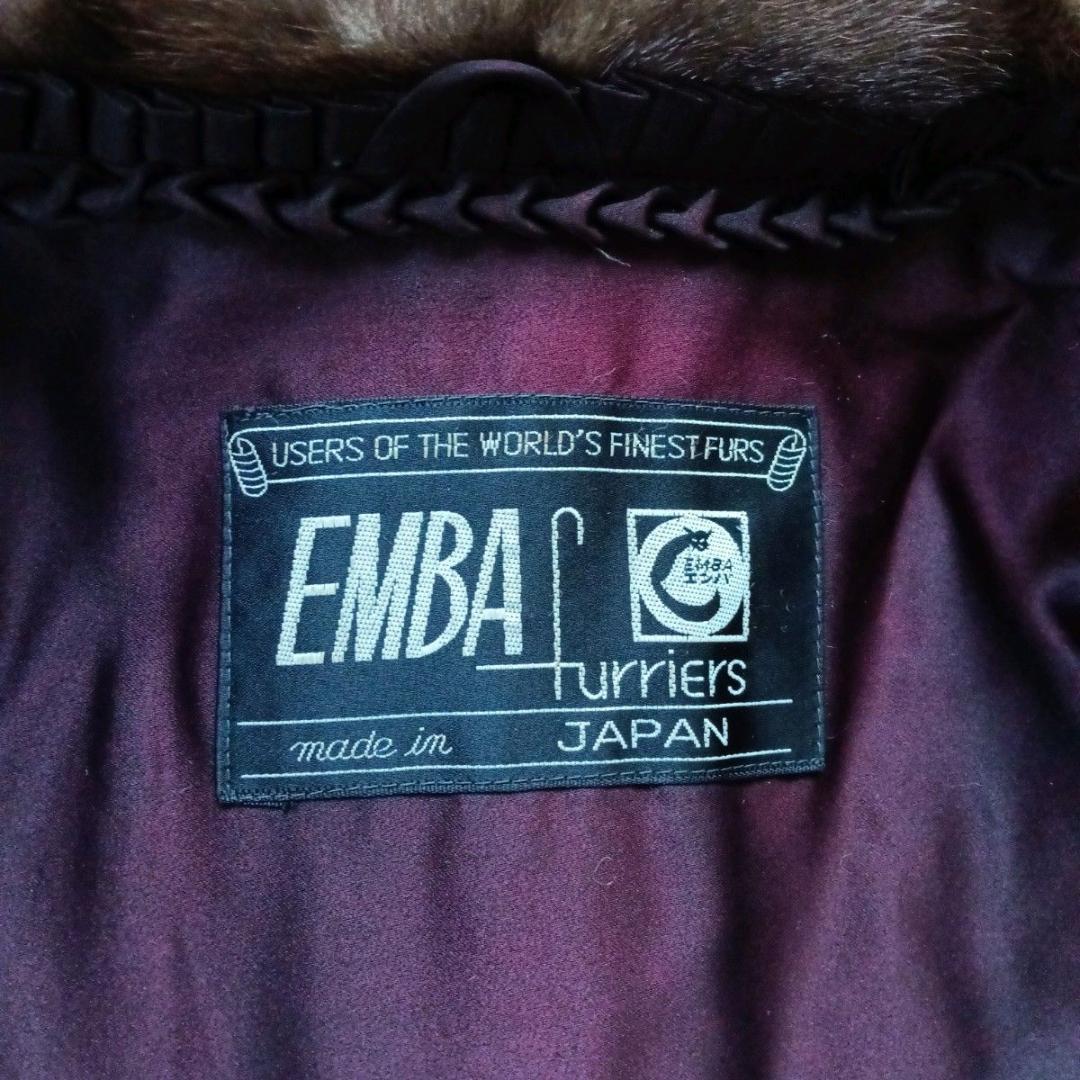 USERS OF THE WORLD'S FINEST FURS
EMBA
EMBA
エンバ
furriers
made in JAPAN